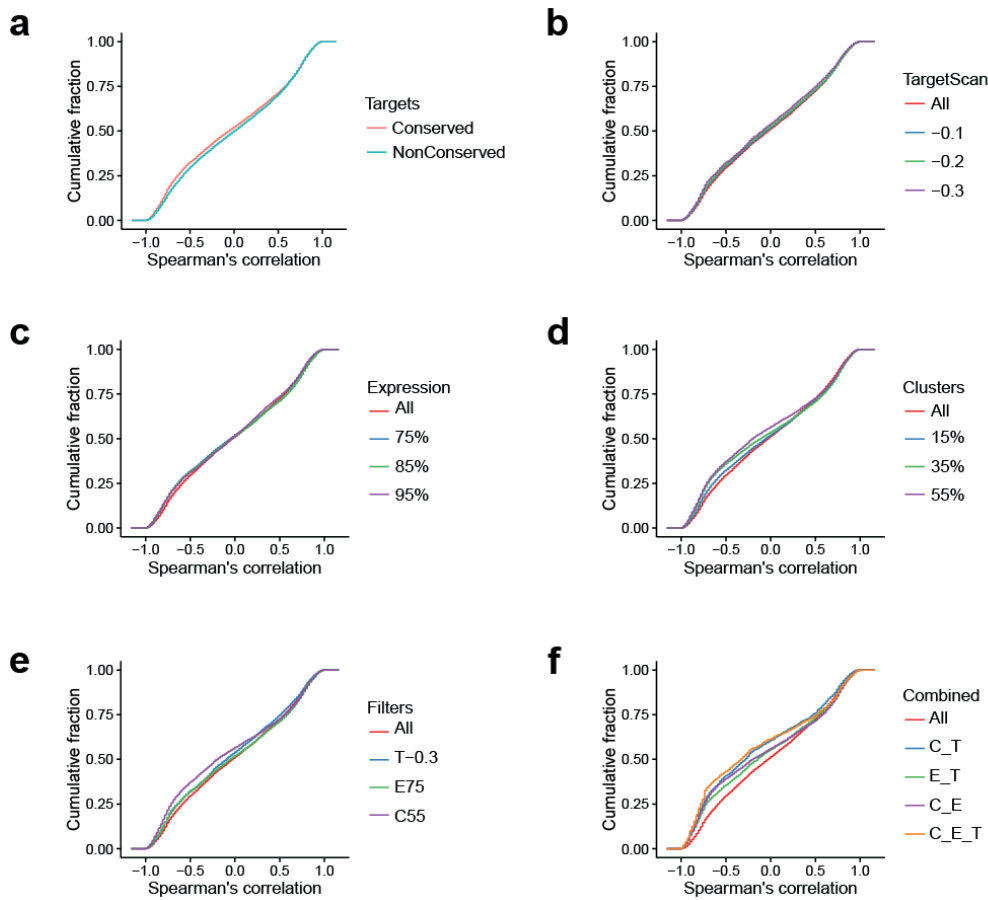 a
1.00
0.75
0.50
0.25
0.00
Cumulative fraction
−1.0 −0.5 0.0 0.5 1.0
Spearman's correlation
Targets
Conserved
NonConserved
b
1.00
0.75
0.50
0.25
0.00
Cumulative fraction
−1.0 −0.5 0.0 0.5 1.0
Spearman's correlation
TargetScan
All
−0.1
−0.2
−0.3
c
1.00
0.75
0.50
0.25
0.00
Cumulative fraction
−1.0 −0.5 0.0 0.5 1.0
Spearman's correlation
Expression
All
75%
85%
95%
d
1.00
0.75
0.50
0.25
0.00
Cumulative fraction
−1.0 −0.5 0.0 0.5 1.0
Spearman's correlation
Clusters
All
15%
35%
55%
e
1.00
0.75
0.50
0.25
0.00
Cumulative fraction
−1.0 −0.5 0.0 0.5 1.0
Spearman's correlation
Filters
All
T−0.3
E75
C55
f
1.00
0.75
0.50
0.25
0.00
Cumulative fraction
−1.0 −0.5 0.0 0.5 1.0
Spearman's correlation
Combined
All
C_T
E_T
C_E
C_E_T